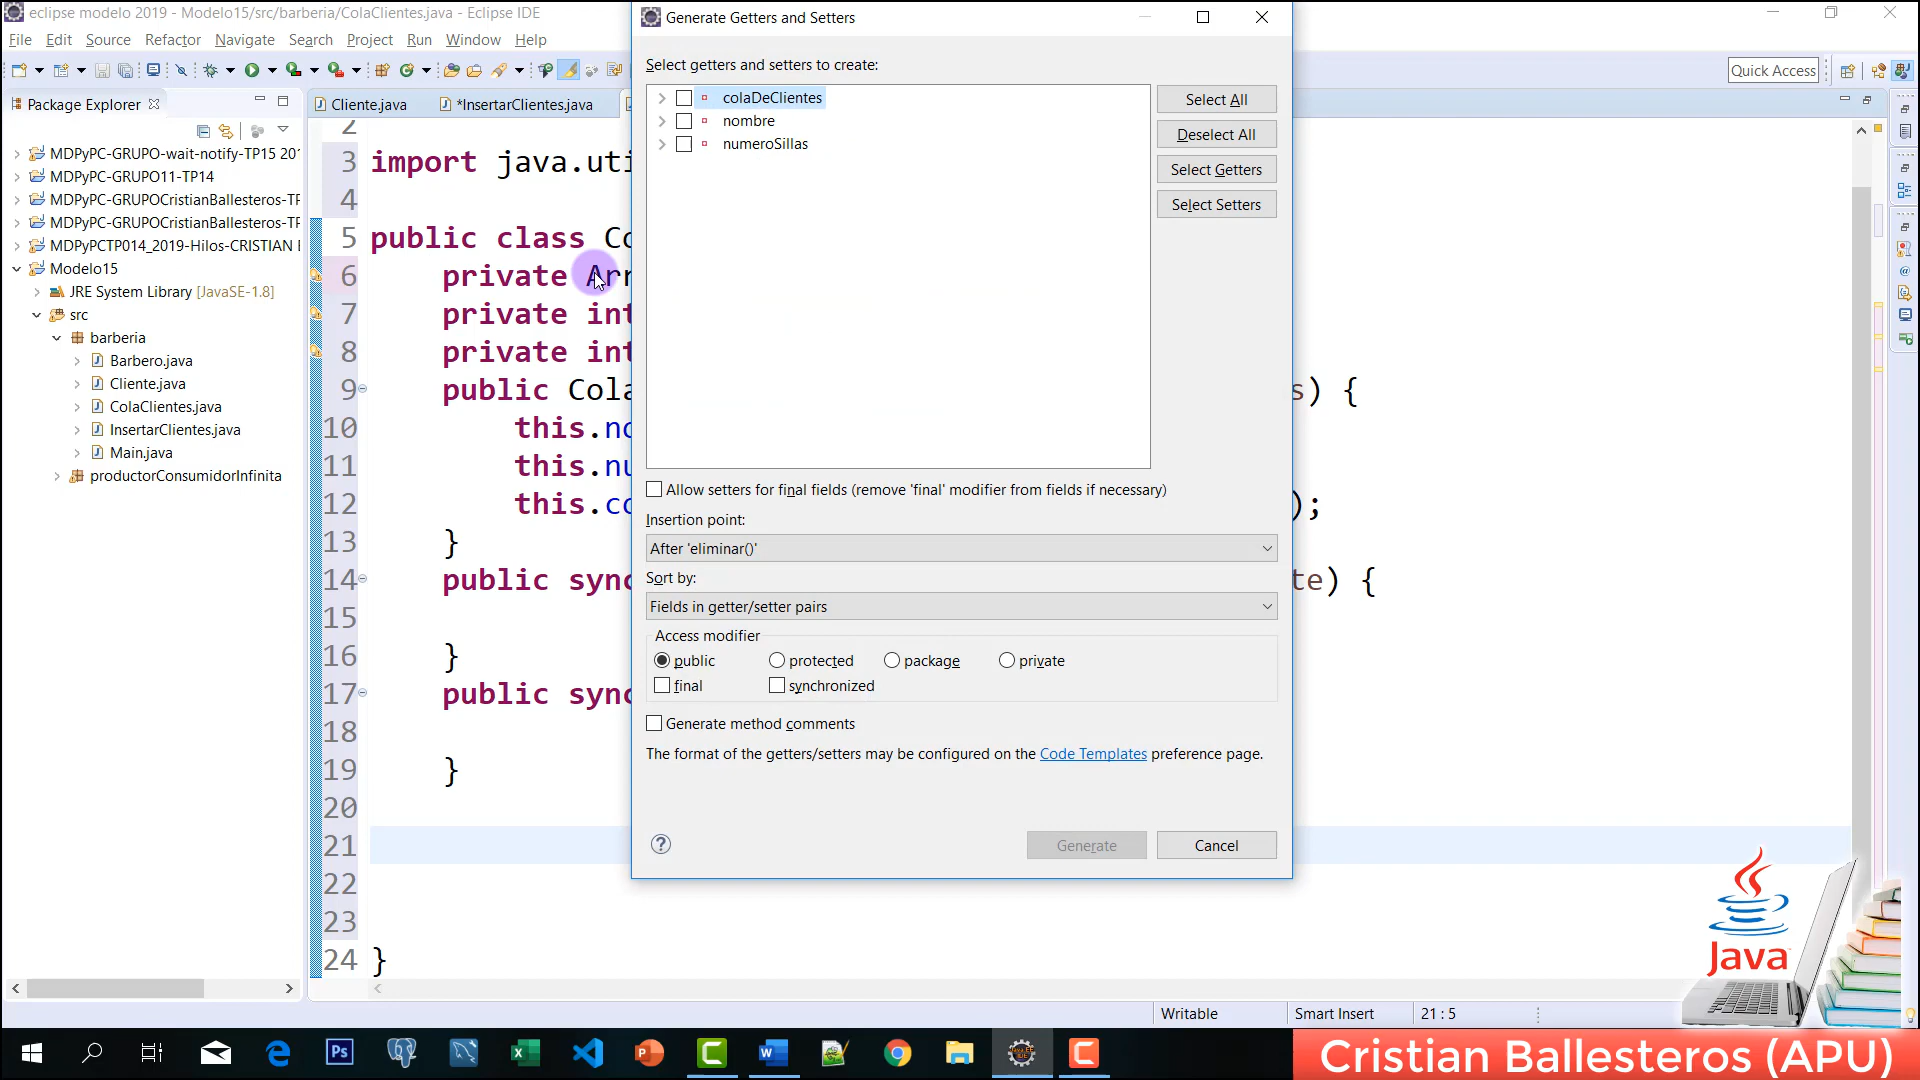 eclipse modelo 2019 - Modelo15/src/barberia/ColaClientes.java - Eclipse IDE
File Edit Source Refactor Navigate Search Project Run Window Help
Quick Access
Package Explorer
MDPyPC-GRUPO-wait-notify-TP15 201
MDPyPC-GRUPO11-TP14
MDPyPC-GRUPOCristianBallesteros-TP
MDPyPC-GRUPOCristianBallesteros-TP
MDPyPCTP014_2019-Hilos-CRISTIAN
Modelo15
JRE System Library [JavaSE-1.8]
src
barberia
Barbero.java
Cliente.java
ColaClientes.java
InsertarClientes.java
Main.java
productorConsumidorInfinita
Cliente.java *InsertarClientes.java
2
3 import java.uti
4
5 public class Co
6 private Arr
7 private int
8 private int
9 public Cola s) {
10 this.no
11 this.nu
12 this.co );
13 }
14 public sync te) {
15
16 }
17 public sync
18
19 }
20
21
22
23
24 }
Generate Getters and Setters
Select getters and setters to create:
colaDeClientes
nombre
numeroSillas
Select All
Deselect All
Select Getters
Select Setters
Allow setters for final fields (remove 'final' modifier from fields if necessary)
Insertion point:
After 'eliminar()'
Sort by:
Fields in getter/setter pairs
Access modifier
public protected package private
final synchronized
Generate method comments
The format of the getters/setters may be configured on the Code Templates preference page.
?
Generate Cancel
Writable Smart Insert 21 : 5
Java
Ps
Cristian Ballesteros (APU)